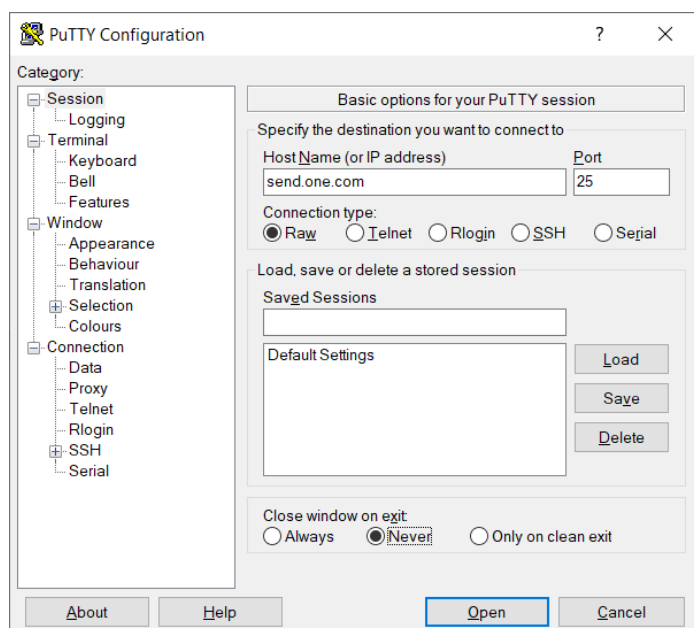 PuTTY Configuration
?
Category:
Session
Logging
Terminal
Keyboard
Bell
Features
Window
Appearance
Behaviour
Translation
Selection
Colours
Connection
Data
Proxy
Telnet
Rlogin
SSH
Serial
Basic options for your PuTTY session
Specify the destination you want to connect to
Host Name (or IP address) Port
send.one.com 25
Connection type:
Raw Telnet Rlogin SSH Serial
Load, save or delete a stored session
Saved Sessions
Default Settings
Load
Save
Delete
Close window on exit:
Always Never Only on clean exit
About Help Open Cancel